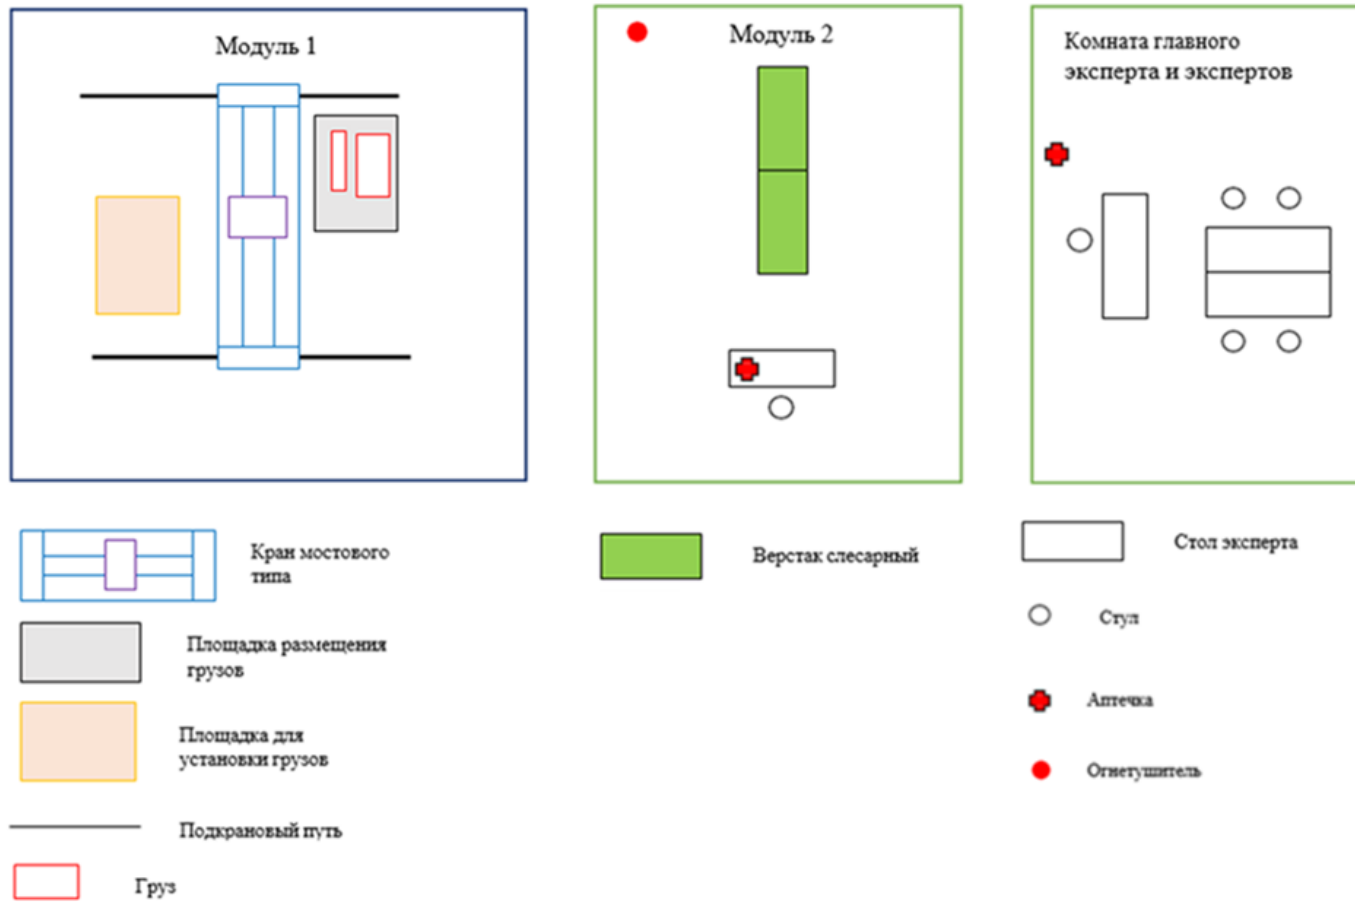 Модуль 1
Модуль 2
Комната главного
эксперта и экспертов
Кран мостового
типа
Площадка размещения
грузов
Площадка для
установки грузов
Подкрановый путь
Груз
Верстак слесарный
Стол эксперта
Стул
Аптечка
Огнетушитель